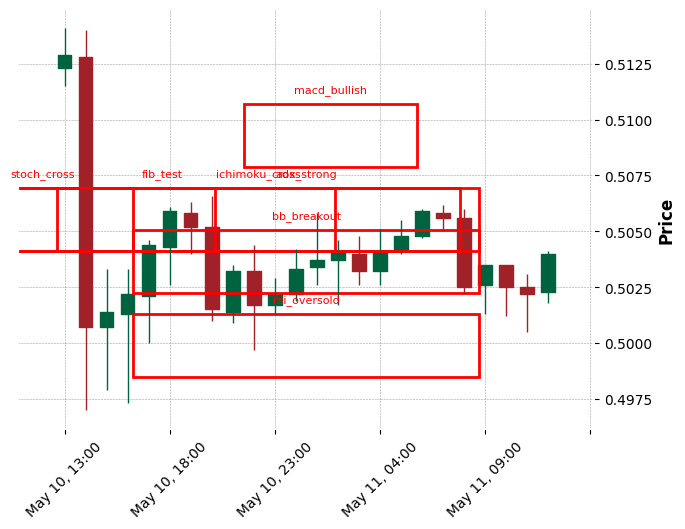 macd_bullish
stoch_cross
fib_test
ichimoku_cross
adx_strong
bb_breakout
rsi_oversold
0.5125
0.5100
0.5075
0.5050
0.5025
0.5000
0.4975
Price
May 10, 13:00
May 10, 18:00
May 10, 23:00
May 11, 04:00
May 11, 09:00